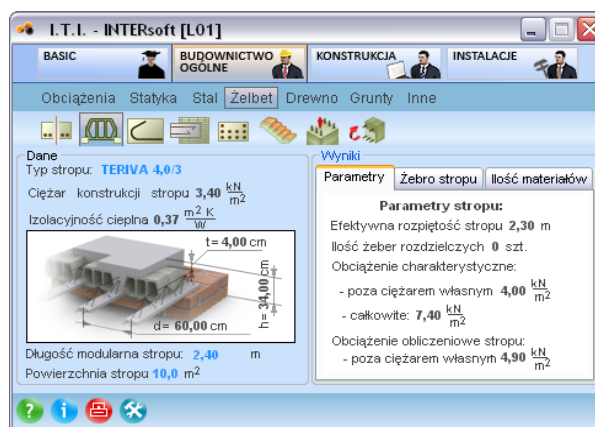 I.T.I. - INTERsoft [L01]
BASIC
BUDOWNICTWO
OGÓLNE
KONSTRUKCJA
INSTALACJE
Obciążenia Statyka Stal Żelbet Drewno Grunty Inne
Dane
Typ stropu: TERIVA 4,0/3
Ciężar konstrukcji stropu 3,40 kN/m²
Izolacyjność cieplna 0,37 m² K/W
t= 4,00 cm
h= 34,00 cm
d= 60,00 cm
Długość modularna stropu: 2,40 m
Powierzchnia stropu 10,0 m²
Wyniki
Parametry Żebro stropu Ilość materiałów
Parametry stropu:
Efektywna rozpiętość stropu 2,30 m
Ilość żeber rozdzielczych 0 szt.
Obciążenie charakterystyczne:
- poza ciężarem własnym 4,00 kN/m²
- całkowite: 7,40 kN/m²
Obciążenie obliczeniowe stropu:
- poza ciężarem własnym 4,90 kN/m²